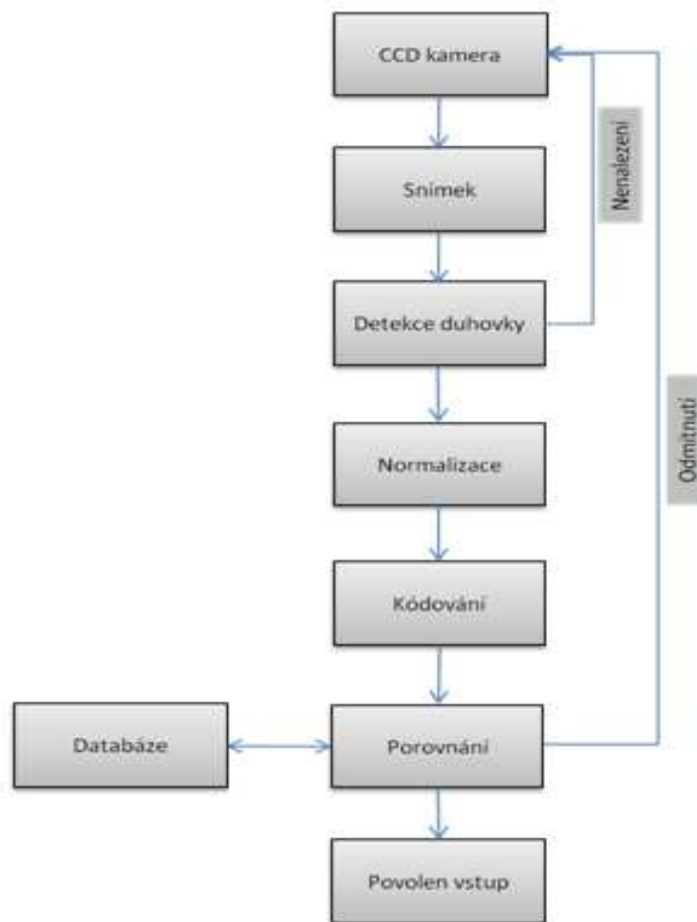 CCD kamera
Nenalezení
Snímek
Detekce duhovky
Odmítnutí
Normalizace
Kódování
Databáze
Porovnání
Povolen vstup